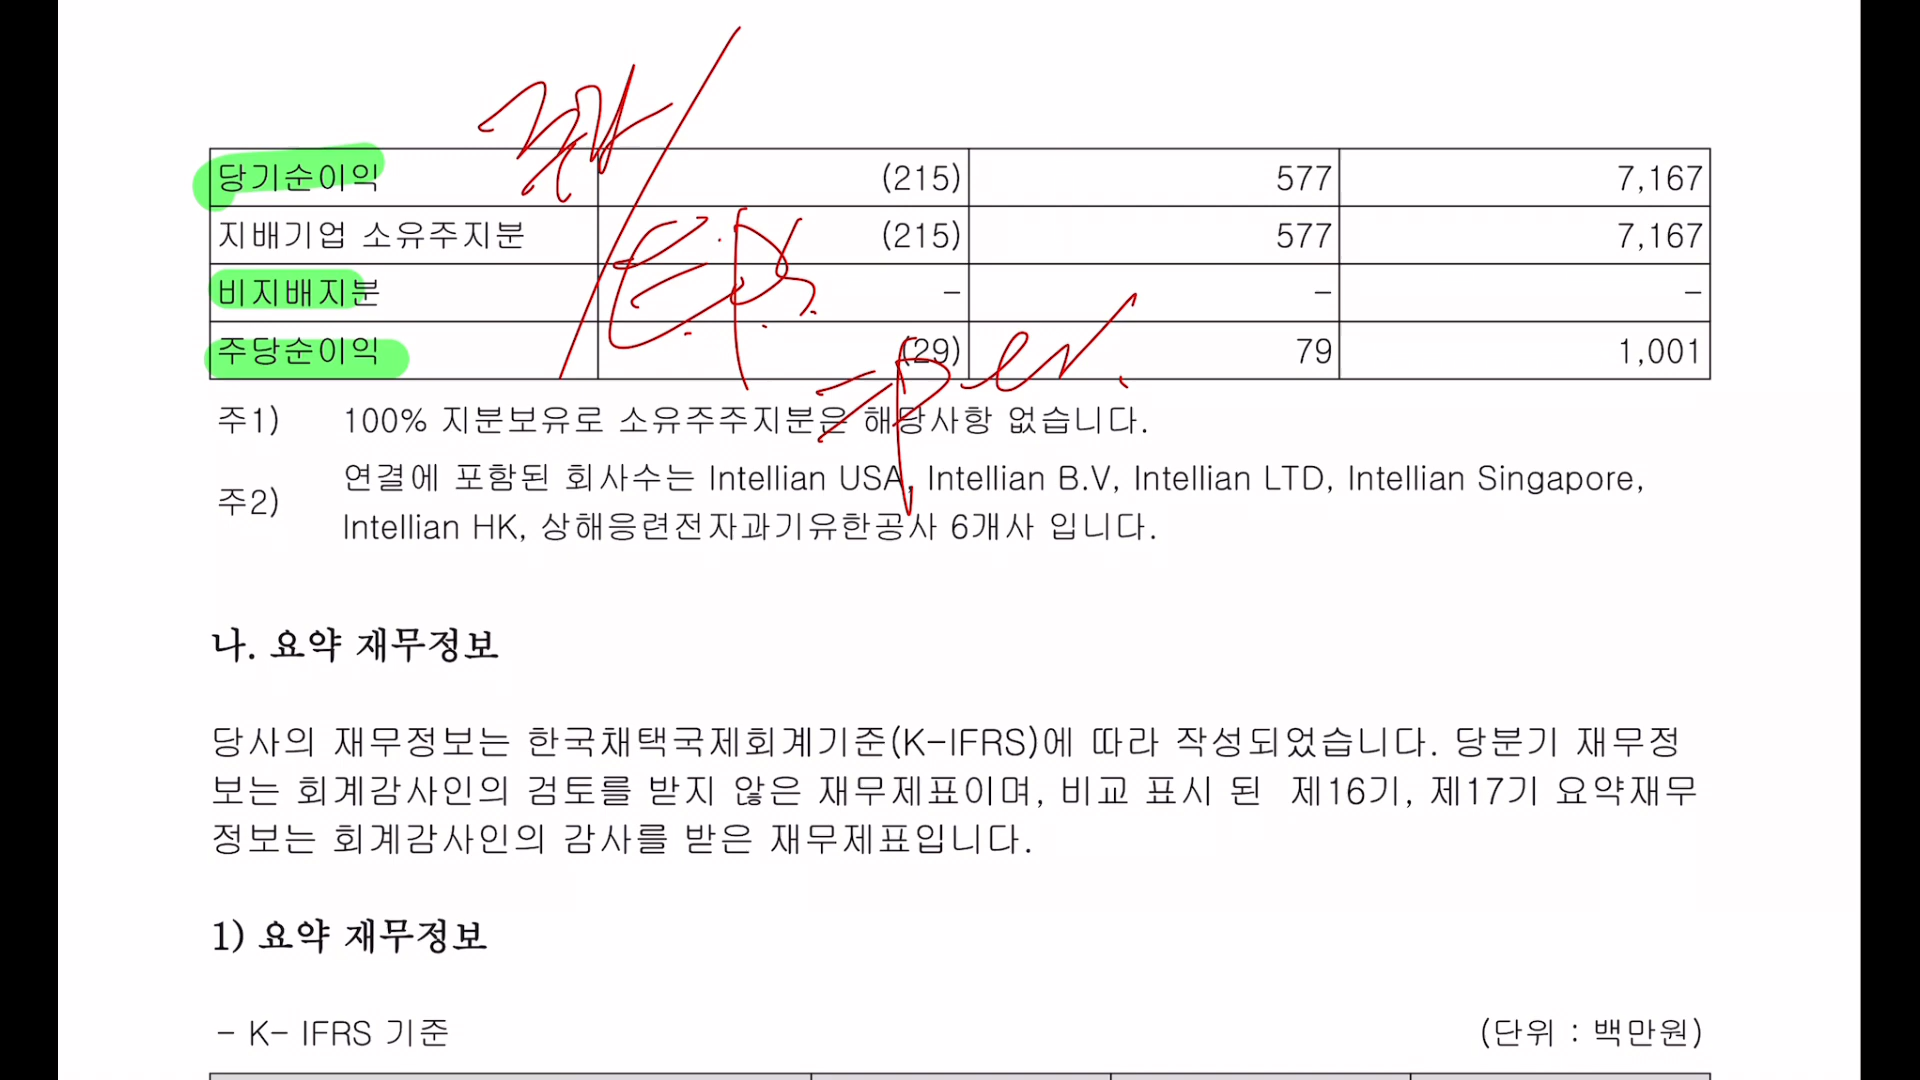 당기순이익 (215) 577 7,167
지배기업 소유주지분 (215) 577 7,167
비지배지분 – – –
주당순이익 (29) 79 1,001
E.P.S.
= per.
주1) 100% 지분보유로 소유주주지분은 해당사항 없습니다.
주2) 연결에 포함된 회사수는 Intellian USA, Intellian B.V, Intellian LTD, Intellian Singapore,
Intellian HK, 상해응련전자과기유한공사 6개사 입니다.
나. 요약 재무정보
당사의 재무정보는 한국채택국제회계기준(K-IFRS)에 따라 작성되었습니다. 당분기 재무정
보는 회계감사인의 검토를 받지 않은 재무제표이며, 비교 표시 된 제16기, 제17기 요약재무
정보는 회계감사인의 감사를 받은 재무제표입니다.
1) 요약 재무정보
- K- IFRS 기준 (단위 : 백만원)